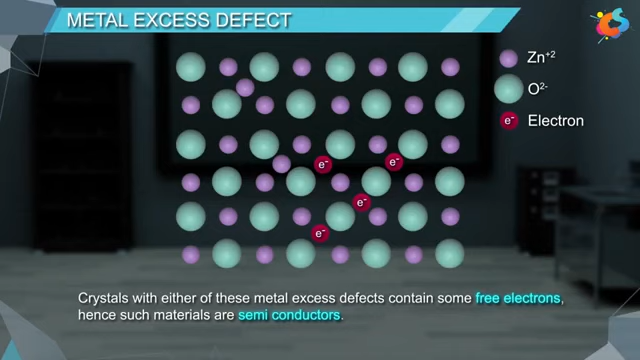 METAL EXCESS DEFECT
Zn⁺²
O²⁻
e⁻ Electron
e⁻
e⁻
e⁻
e⁻
Crystals with either of these metal excess defects contain some free electrons,
hence such materials are semi conductors.